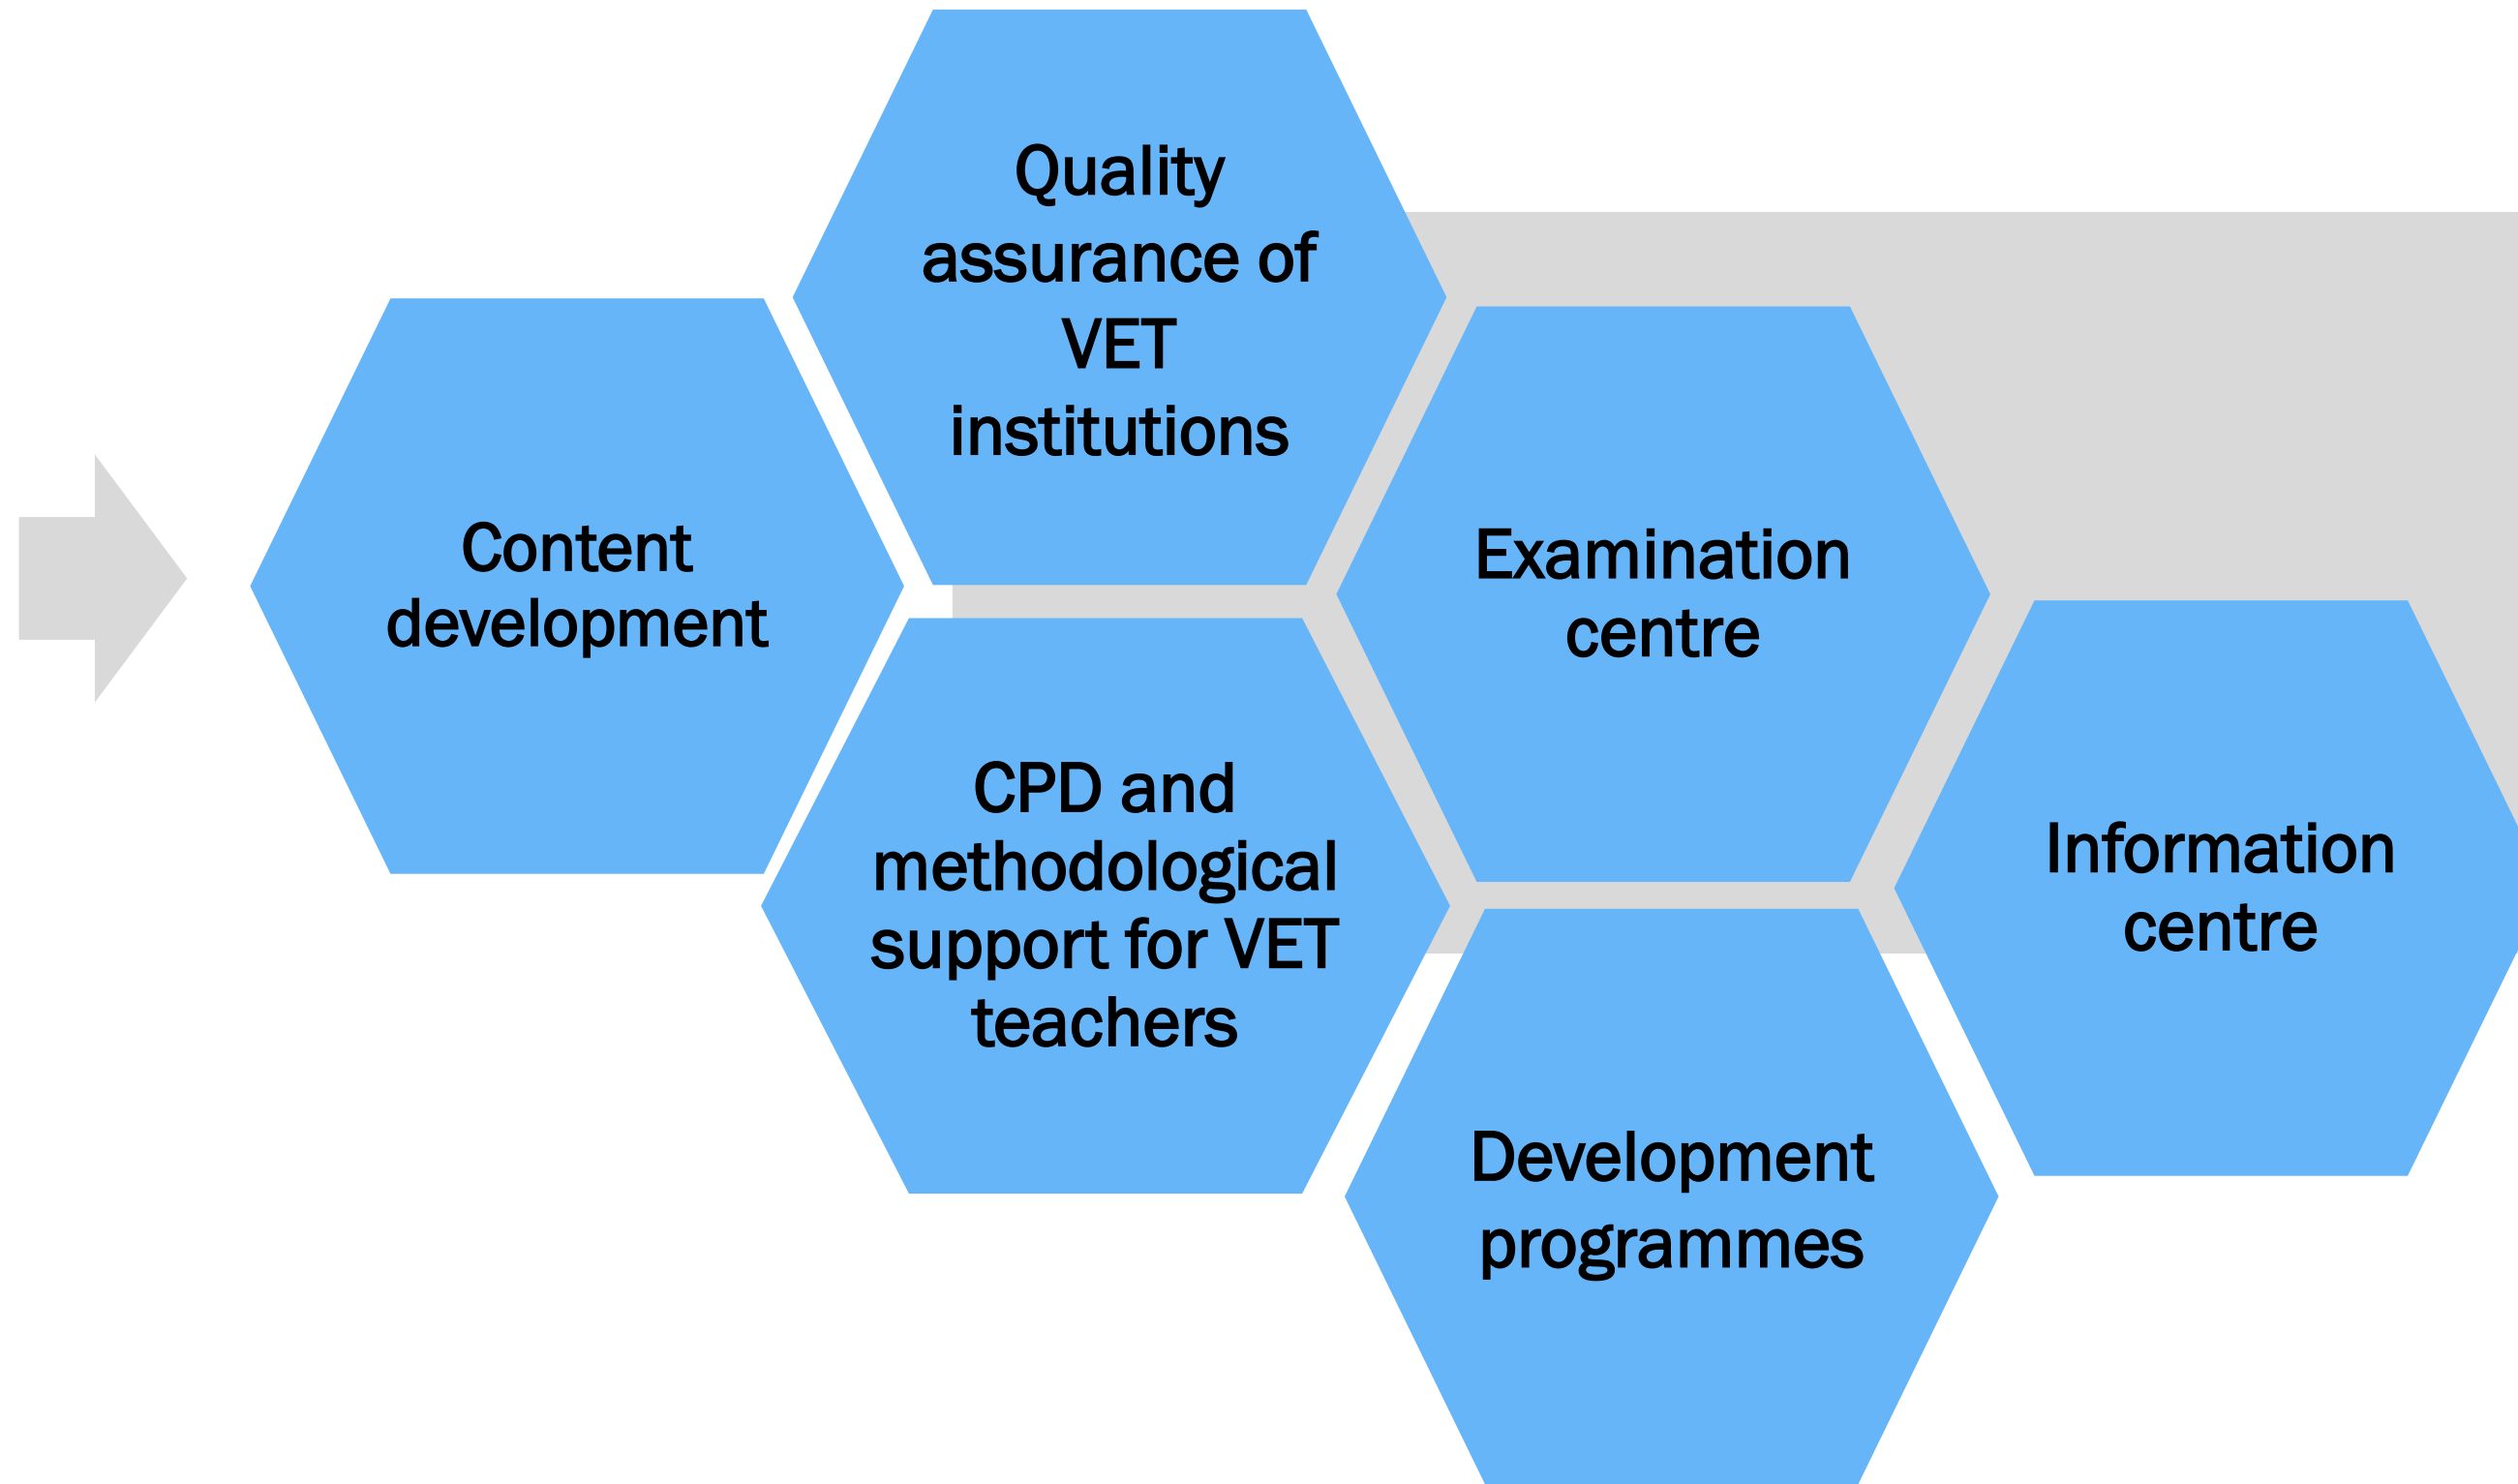 Quality
assurance of
VET
institutions
Content
development
Examination
centre
CPD and
methodological
support for VET
teachers
Information
centre
Development
programmes